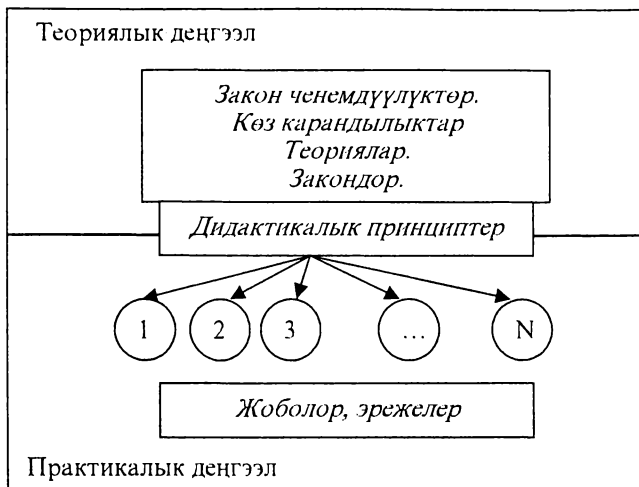 Теориялык деңгээл
Закон ченемдүүлүктөр.
Көз карандылыктар
Теориялар.
Закондор.
Дидактикалык принциптер
1 2 3 ... N
Жоболор, эрежелер
Практикалык деңгээл